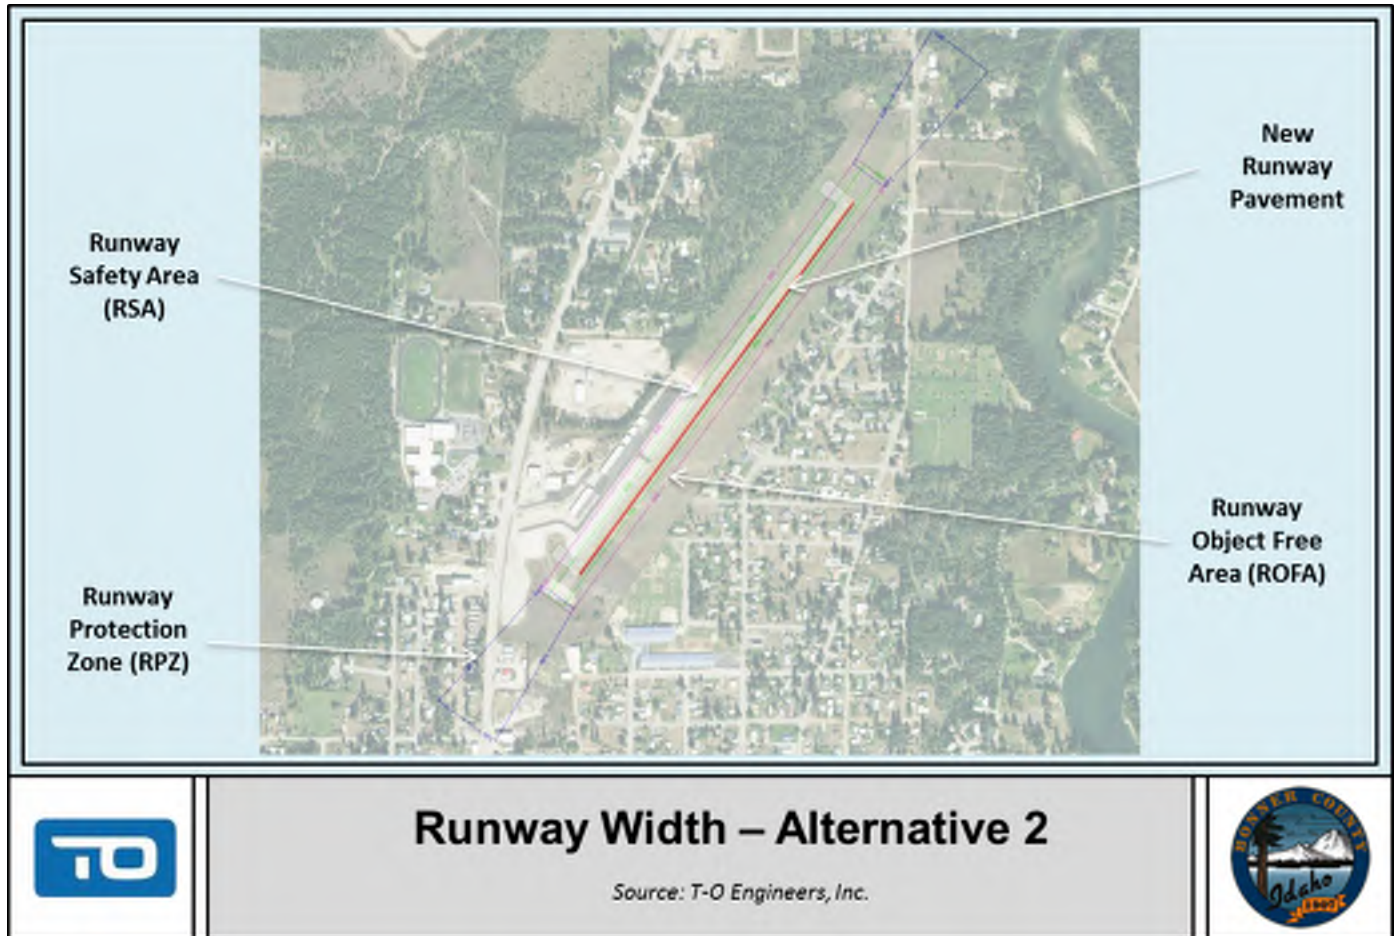 New
Runway
Pavement
Runway
Safety Area
(RSA)
Runway
Object Free
Area (ROFA)
Runway
Protection
Zone (RPZ)
TO
Runway Width – Alternative 2
Source: T-O Engineers, Inc.
BONNER COUNTY
Idaho
1907